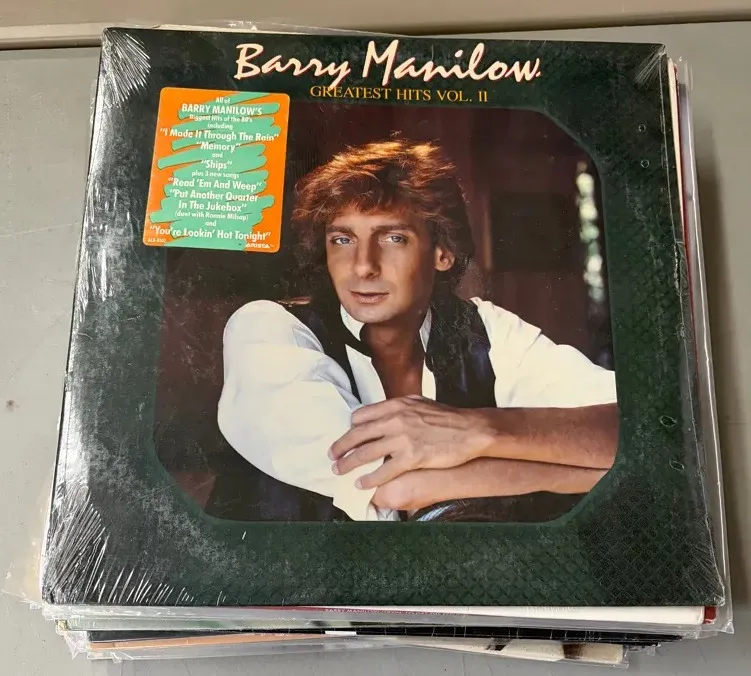 Barry Manilow
GREATEST HITS VOL. II
All of
BARRY MANILOW'S
Biggest Hits of the 80's
including
"I Made It Through The Rain"
"Memory"
and
"Ships"
plus 3 new songs
"Read 'Em And Weep"
"Put Another Quarter
In The Jukebox"
(duet with Ronnie Milsap)
and
"You're Lookin' Hot Tonight"
ARISTA